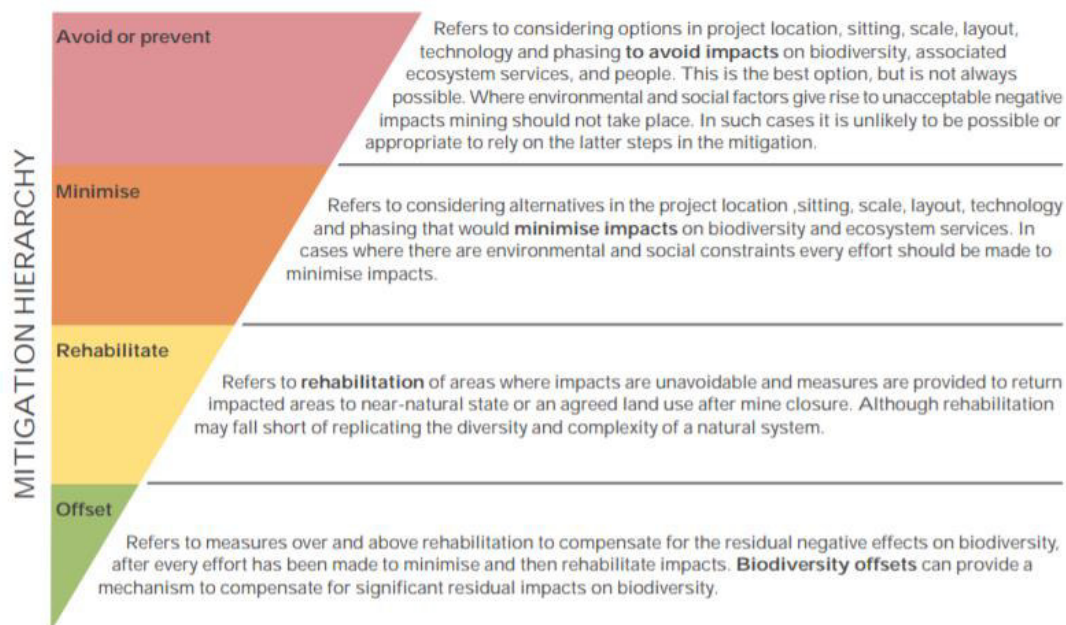 MITIGATION HIERARCHY
Avoid or prevent
Refers to considering options in project location, sitting, scale, layout,
technology and phasing to avoid impacts on biodiversity, associated
ecosystem services, and people. This is the best option, but is not always
possible. Where environmental and social factors give rise to unacceptable negative
impacts mining should not take place. In such cases it is unlikely to be possible or
appropriate to rely on the latter steps in the mitigation.
Minimise
Refers to considering alternatives in the project location ,sitting, scale, layout, technology
and phasing that would minimise impacts on biodiversity and ecosystem services. In
cases where there are environmental and social constraints every effort should be made to
minimise impacts.
Rehabilitate
Refers to rehabilitation of areas where impacts are unavoidable and measures are provided to return
impacted areas to near-natural state or an agreed land use after mine closure. Although rehabilitation
may fall short of replicating the diversity and complexity of a natural system.
Offset
Refers to measures over and above rehabilitation to compensate for the residual negative effects on biodiversity,
after every effort has been made to minimise and then rehabilitate impacts. Biodiversity offsets can provide a
mechanism to compensate for significant residual impacts on biodiversity.